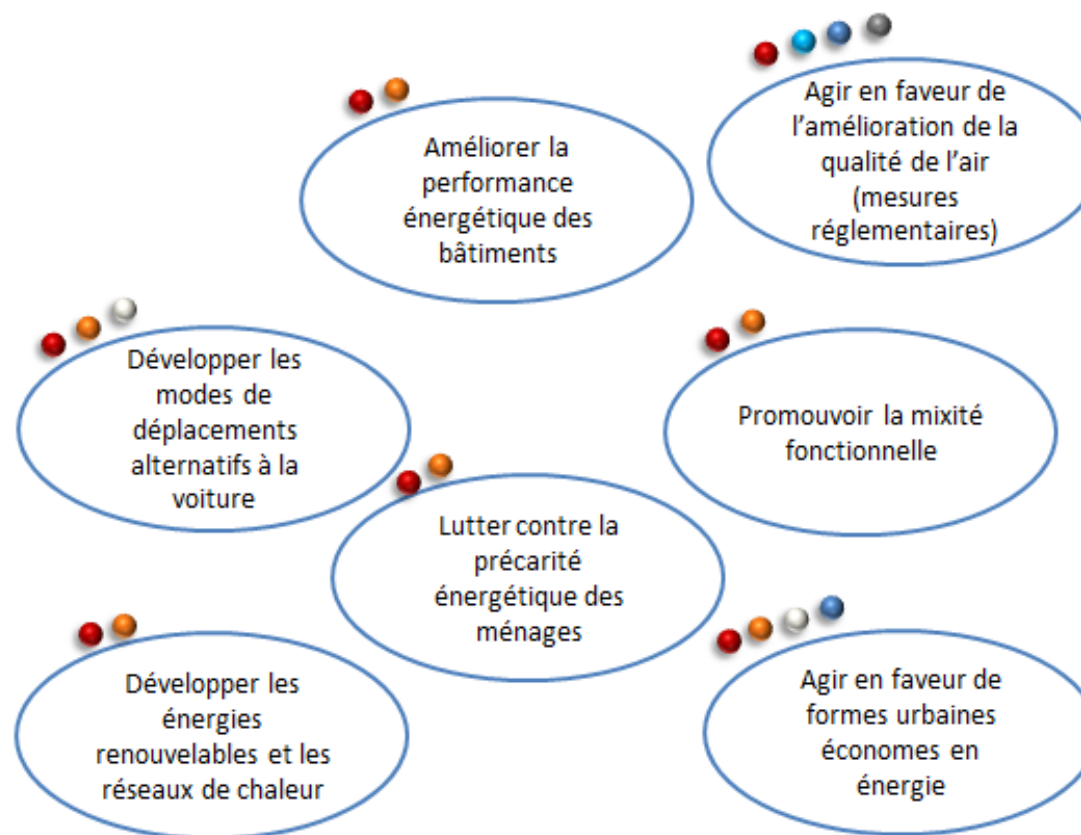 Améliorer la
performance
énergétique des
bâtiments
Agir en faveur de
l'amélioration de la
qualité de l'air
(mesures
réglementaires)
Développer les
modes de
déplacements
alternatifs à la
voiture
Promouvoir la mixité
fonctionnelle
Lutter contre la
précarité
énergétique des
ménages
Développer les
énergies
renouvelables et les
réseaux de chaleur
Agir en faveur de
formes urbaines
économes en
énergie